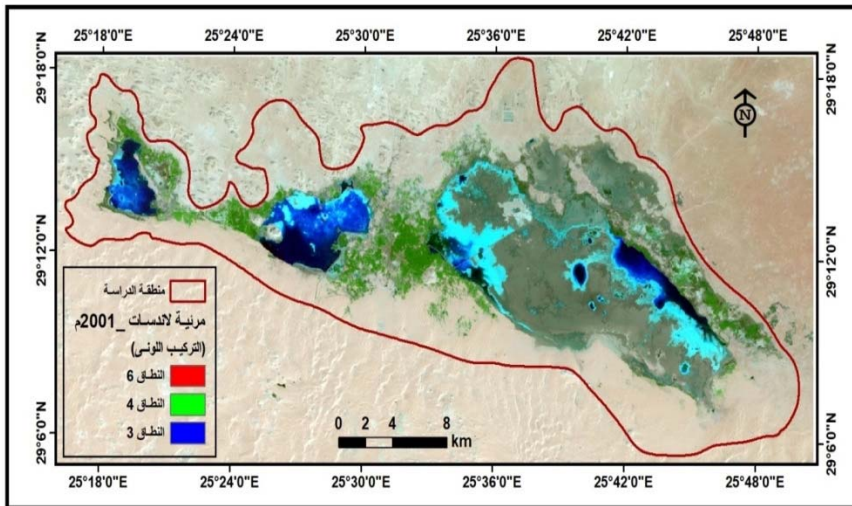 25°18'0"E 25°24'0"E 25°30'0"E 25°36'0"E 25°42'0"E 25°48'0"E
29°18'0"N 29°18'0"N
N
29°12'0"N 29°12'0"N
منطقة الدراسة
مرئية لاندسات _2001م
(التركيب اللونى)
النطاق 6
النطاق 4
النطاق 3
0 2 4 8
km
29°6'0"N 29°6'0"N
25°18'0"E 25°24'0"E 25°30'0"E 25°36'0"E 25°42'0"E 25°48'0"E